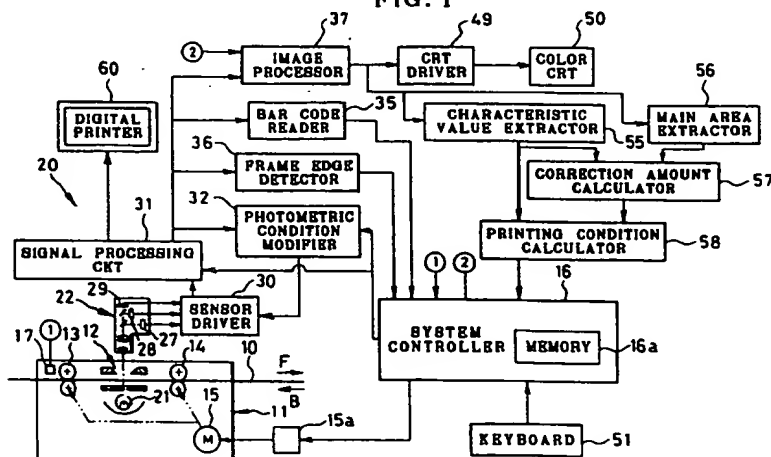 FIG. 1
2
37
IMAGE
PROCESSOR
49
CRT
DRIVER
50
COLOR
CRT
60
DIGITAL
PRINTER
35
BAR CODE
READER
CHARACTERISTIC
VALUE EXTRACTOR
55
56
MAIN AREA
EXTRACTOR
20
36
FRAME EDGE
DETECTOR
CORRECTION AMOUNT
CALCULATOR
57
31
SIGNAL PROCESSING
CKT
32
PHOTOMETRIC
CONDITION
MODIFIER
PRINTING CONDITION
CALCULATOR
58
22
29
28
27
30
SENSOR
DRIVER
1
2
16
SYSTEM
CONTROLLER
MEMORY
16a
17
1
13
12
14
10
F
B
21
15
11
M
15a
KEYBOARD
51